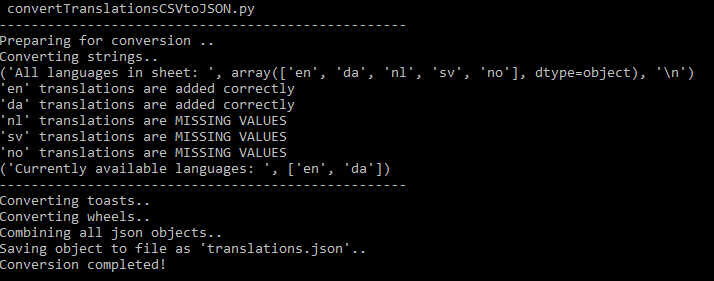 convertTranslationsCSVtoJSON.py
----------------------------------------------------
Preparing for conversion ..
Converting strings..
('All languages in sheet: ', array(['en', 'da', 'nl', 'sv', 'no'], dtype=object), '\n')
'en' translations are added correctly
'da' translations are added correctly
'nl' translations are MISSING VALUES
'sv' translations are MISSING VALUES
'no' translations are MISSING VALUES
('Currently available languages: ', ['en', 'da'])
----------------------------------------------------
Converting toasts..
Converting wheels..
Combining all json objects..
Saving object to file as 'translations.json'..
Conversion completed!